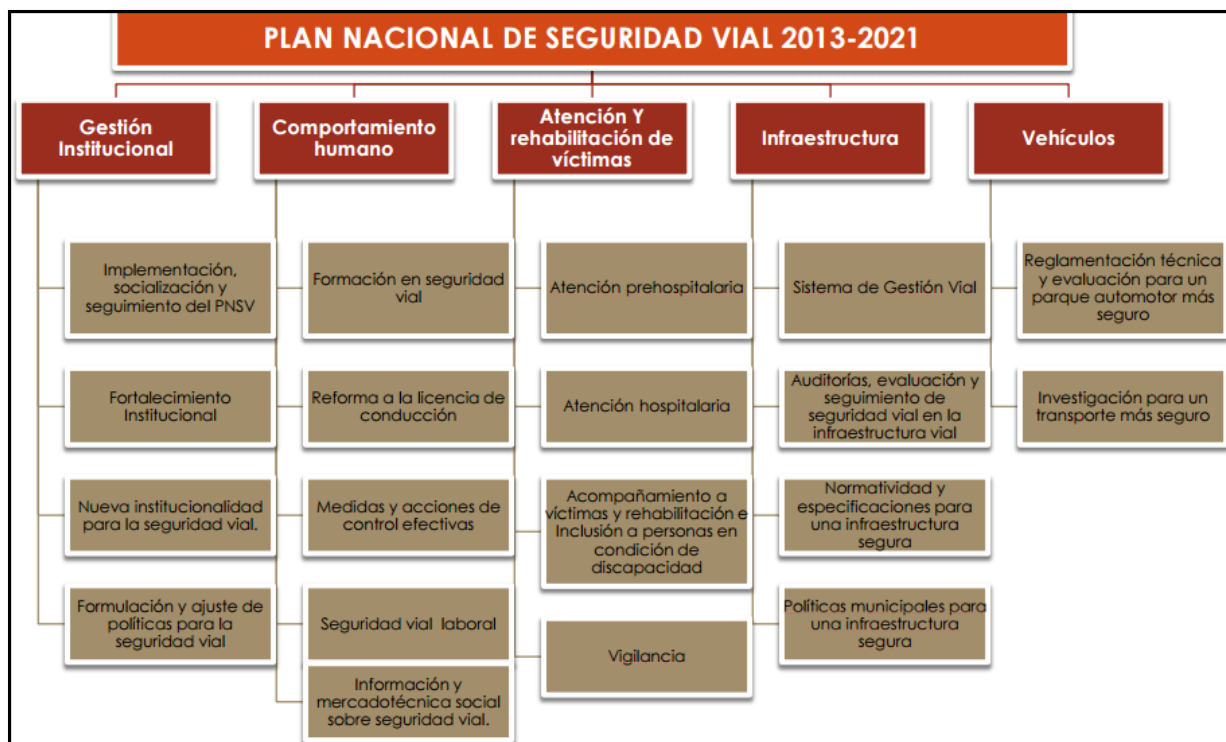 PLAN NACIONAL DE SEGURIDAD VIAL 2013-2021
Gestión
Institucional
Implementación,
socialización y
seguimiento del PNSV
Fortalecimiento
Institucional
Nueva institucionalidad
para la seguridad vial.
Formulación y ajuste de
políticas para la
seguridad vial
Comportamiento
humano
Formación en seguridad
vial
Reforma a la licencia de
conducción
Medidas y acciones de
control efectivas
Seguridad vial laboral
Información y
mercadotécnica social
sobre seguridad vial.
Atención Y
rehabilitación de
víctimas
Atención prehospitalaria
Atención hospitalaria
Acompañamiento a
víctimas y rehabilitación e
Inclusión a personas en
condición de
discapacidad
Vigilancia
Infraestructura
Sistema de Gestión Vial
Auditorías, evaluación y
seguimiento de
seguridad vial en la
infraestructura vial
Normatividad y
especificaciones para
una infraestructura
segura
Políticas municipales para
una infraestructura
segura
Vehículos
Reglamentación técnica
y evaluación para un
parque automotor más
seguro
Investigación para un
transporte más seguro